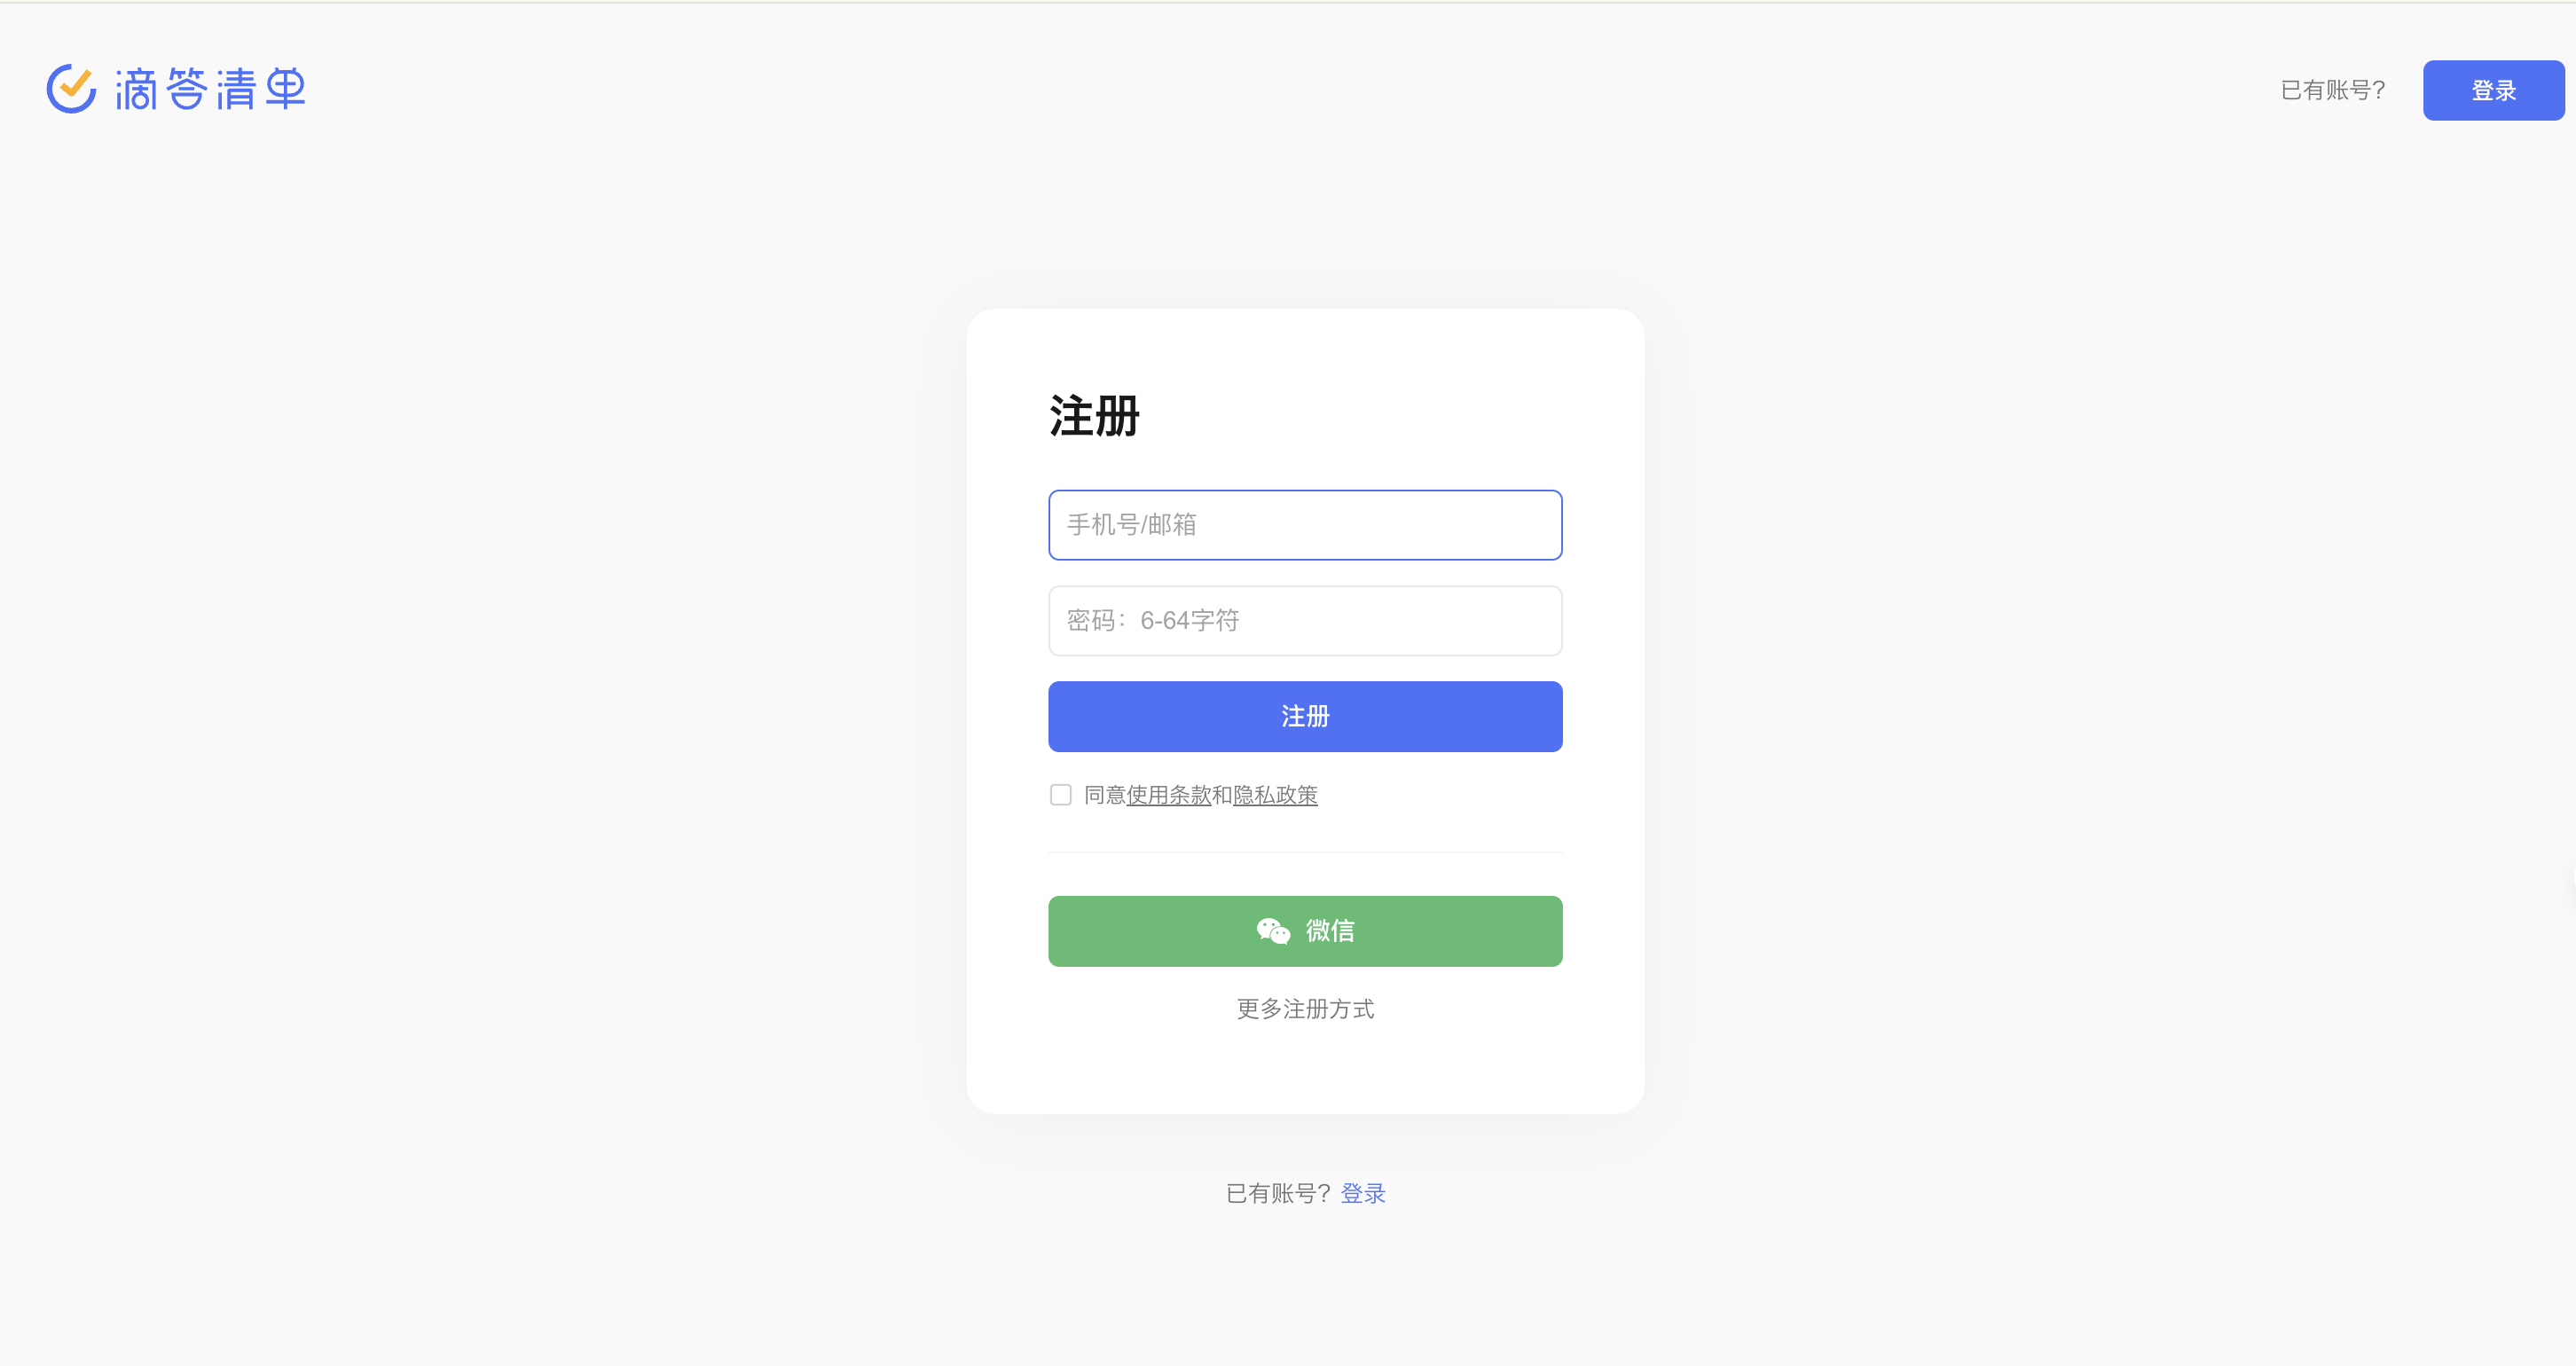 滴答清单
已有账号?
登录
注册
手机号/邮箱
密码：6-64字符
注册
同意使用条款和隐私政策
微信
更多注册方式
已有账号? 登录